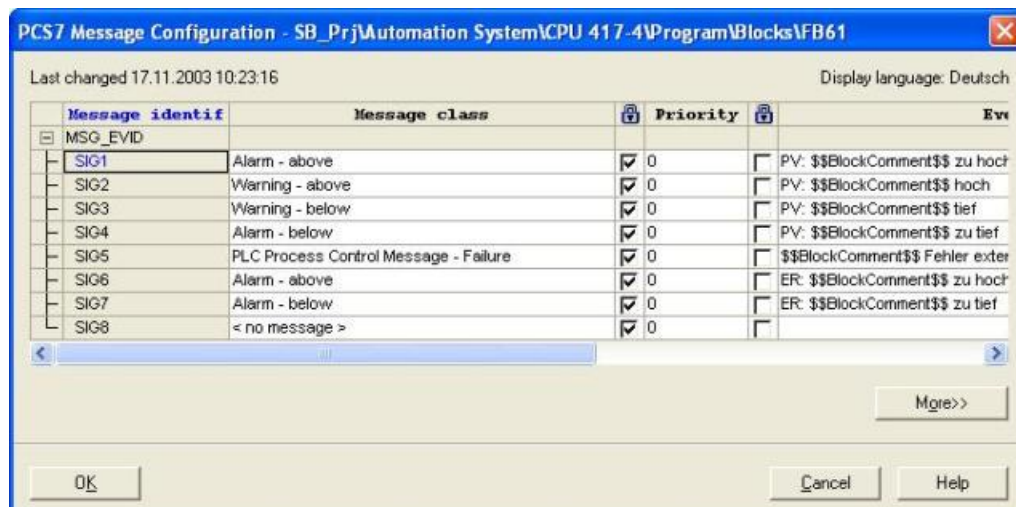 PCS7 Message Configuration - SB_Prj\Automation System\CPU 417-4\Program\Blocks\FB61
Last changed 17.11.2003 10:23:16 Display language: Deutsch
Message identif Message class Priority Eve
MSG_EVID
SIG1 Alarm - above 0 PV: $$BlockComment$$ zu hoch
SIG2 Warning - above 0 PV: $$BlockComment$$ hoch
SIG3 Warning - below 0 PV: $$BlockComment$$ tief
SIG4 Alarm - below 0 PV: $$BlockComment$$ zu tief
SIG5 PLC Process Control Message - Failure 0 $$BlockComment$$ Fehler exter
SIG6 Alarm - above 0 ER: $$BlockComment$$ zu hoch
SIG7 Alarm - below 0 ER: $$BlockComment$$ zu tief
SIG8 < no message > 0
More>>
OK Cancel Help